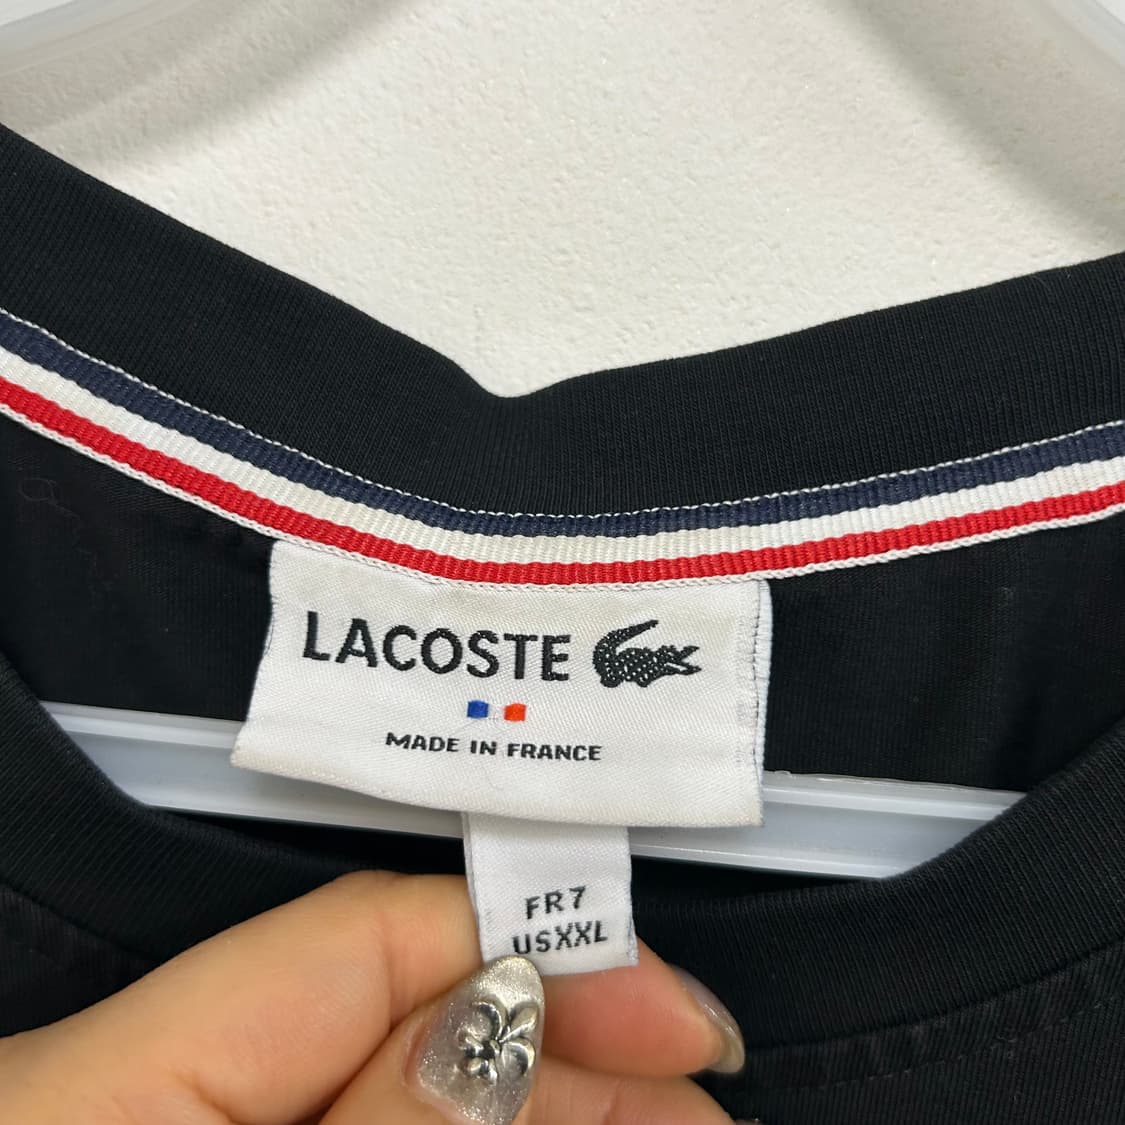 LACOSTE
MADE IN FRANCE
FR7
USXXL